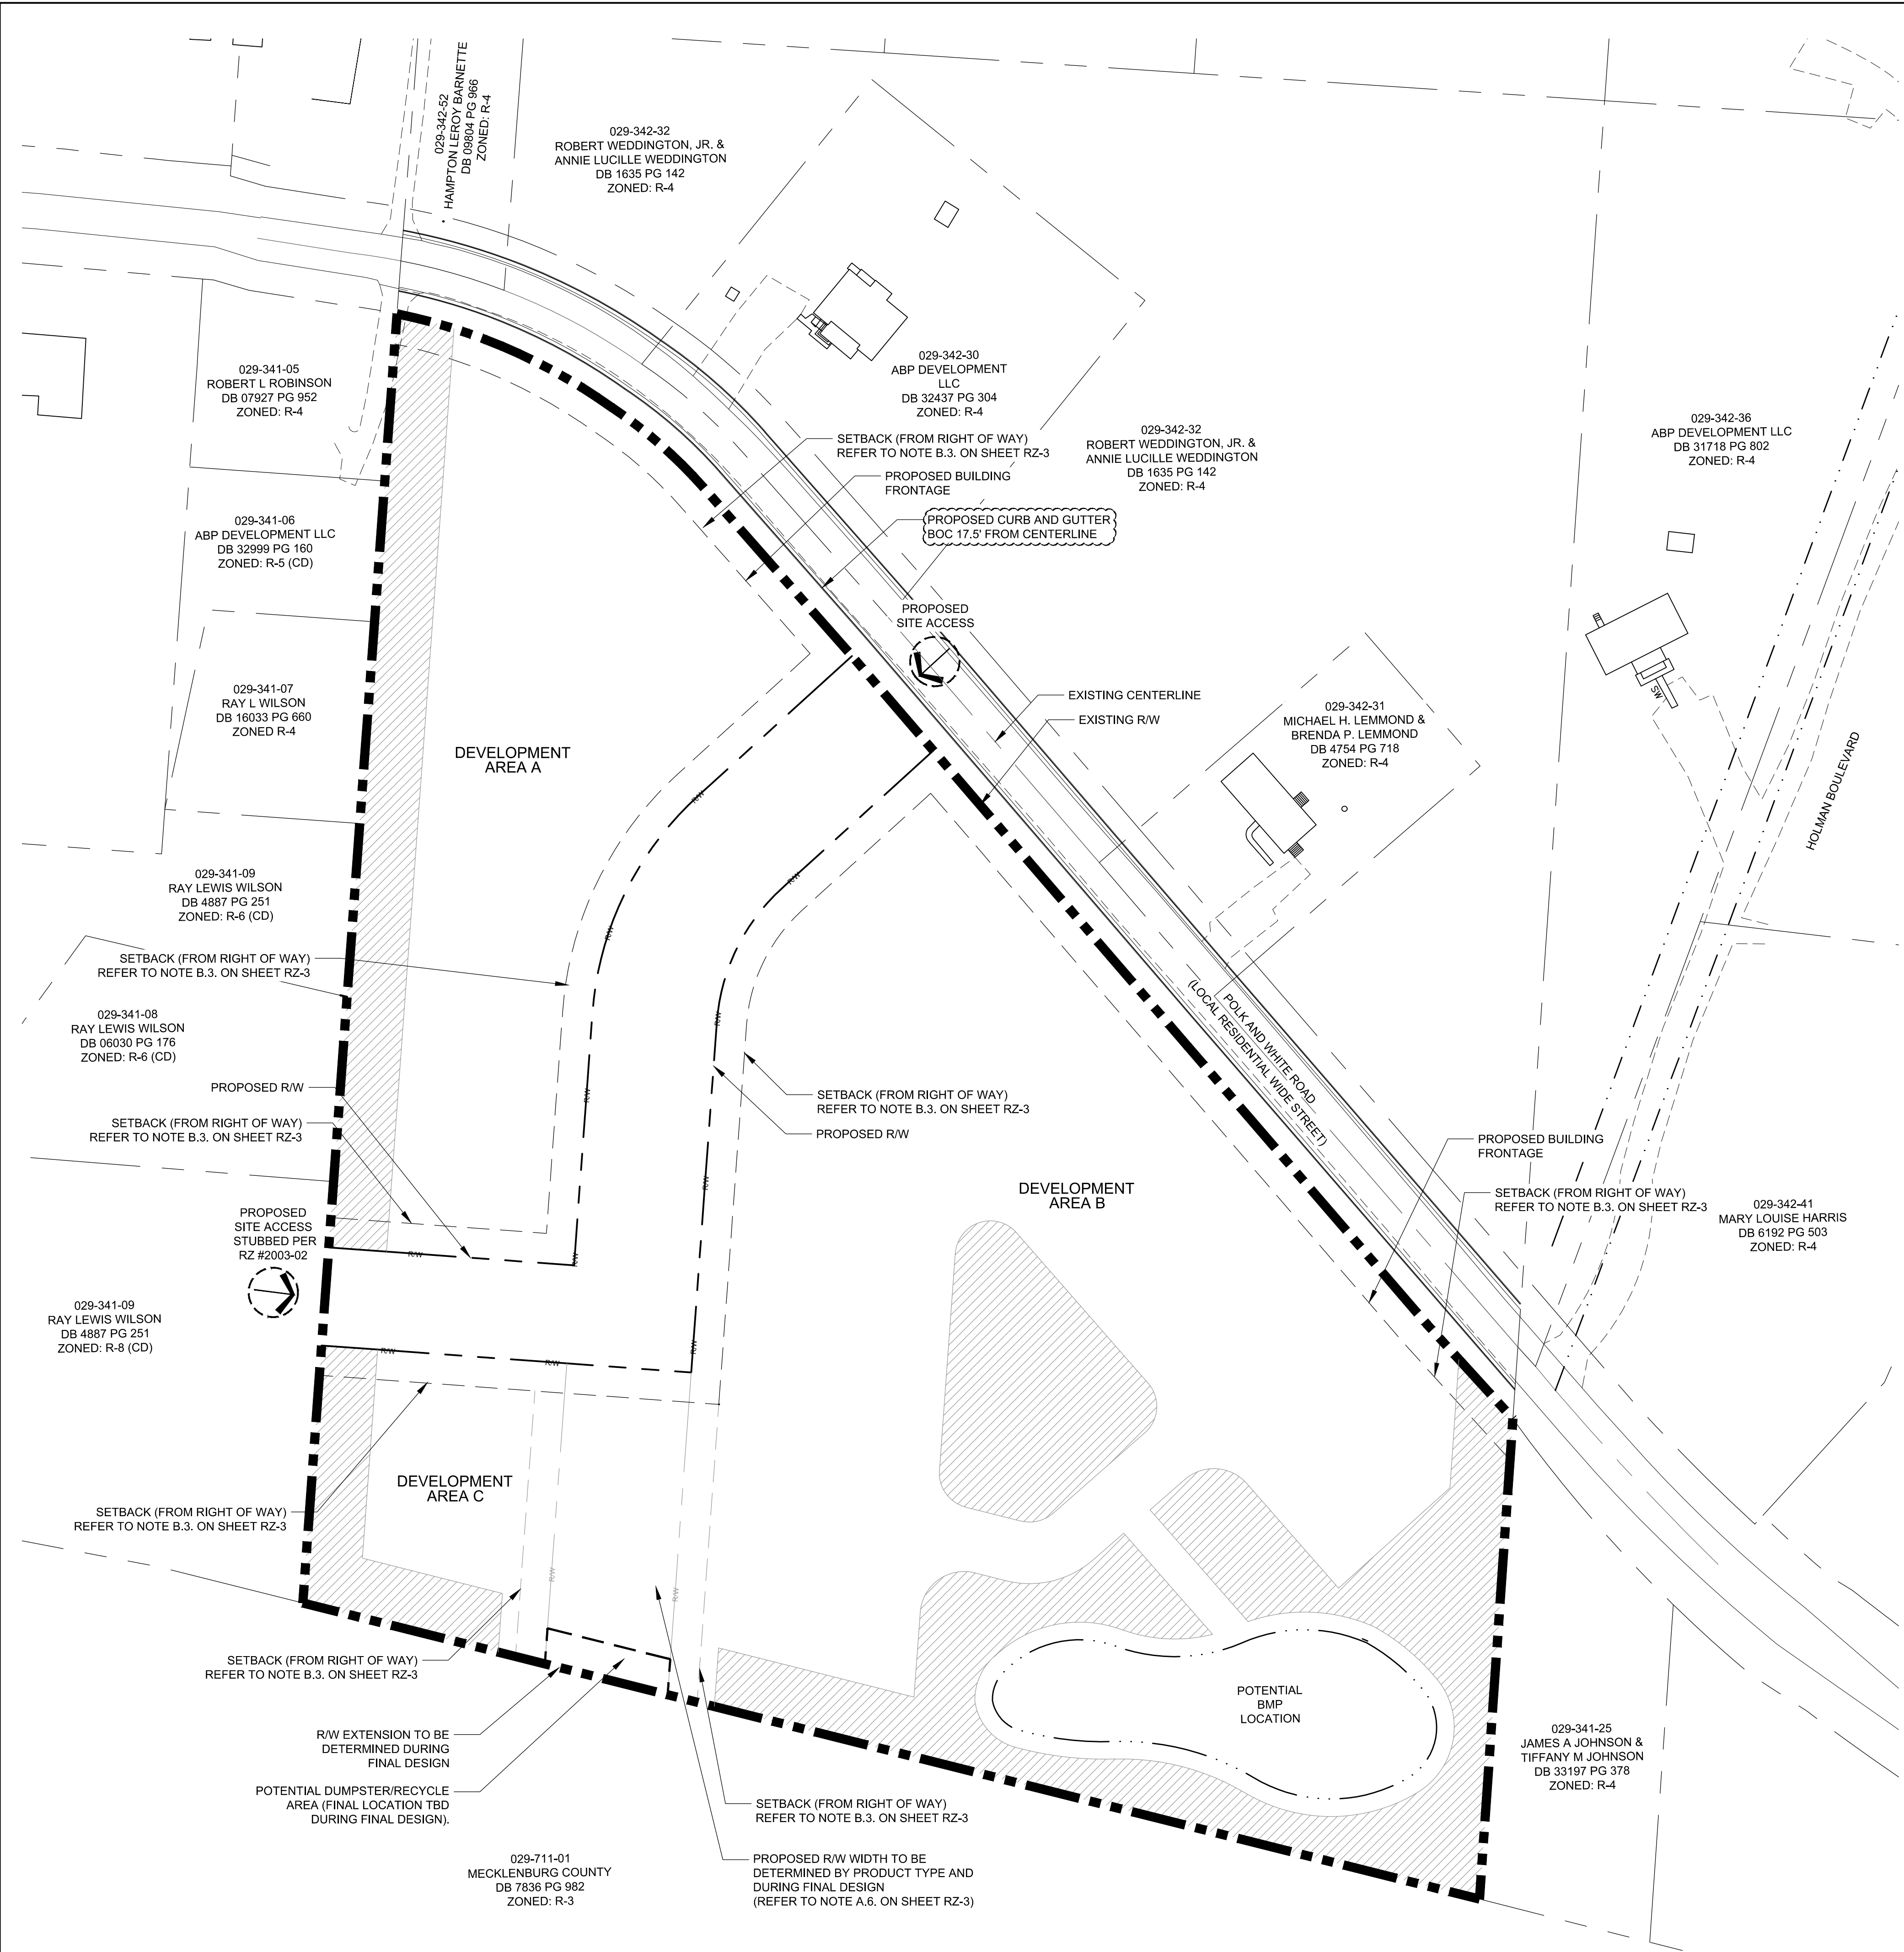 029-342-52
HAMPTON LEROY BARNETTE
DB 09804 PG 966
ZONED: R-4
029-342-32
ROBERT WEDDINGTON, JR. &
ANNIE LUCILLE WEDDINGTON
DB 1635 PG 142
ZONED: R-4
029-341-05
ROBERT L ROBINSON
DB 07927 PG 952
ZONED: R-4
029-342-30
ABP DEVELOPMENT
LLC
DB 32437 PG 304
ZONED: R-4
029-342-32
ROBERT WEDDINGTON, JR. &
ANNIE LUCILLE WEDDINGTON
DB 1635 PG 142
ZONED: R-4
029-342-36
ABP DEVELOPMENT LLC
DB 31718 PG 802
ZONED: R-4
SETBACK (FROM RIGHT OF WAY)
REFER TO NOTE B.3. ON SHEET RZ-3
PROPOSED BUILDING
FRONTAGE
PROPOSED CURB AND GUTTER
BOC 17.5' FROM CENTERLINE
029-341-06
ABP DEVELOPMENT LLC
DB 32999 PG 160
ZONED: R-5 (CD)
PROPOSED
SITE ACCESS
029-341-07
RAY L WILSON
DB 16033 PG 660
ZONED R-4
EXISTING CENTERLINE
EXISTING R/W
SW
029-342-31
MICHAEL H. LEMMOND &
BRENDA P. LEMMOND
DB 4754 PG 718
ZONED: R-4
HOLMAN BOULEVARD
DEVELOPMENT
AREA A
R/W
R/W
R/W
029-341-09
RAY LEWIS WILSON
DB 4887 PG 251
ZONED: R-6 (CD)
SETBACK (FROM RIGHT OF WAY)
REFER TO NOTE B.3. ON SHEET RZ-3
029-341-08
RAY LEWIS WILSON
DB 06030 PG 176
ZONED: R-6 (CD)
R/W
POLK AND WHITE ROAD
(LOCAL RESIDENTIAL WIDE STREET)
PROPOSED R/W
R/W
SETBACK (FROM RIGHT OF WAY)
REFER TO NOTE B.3. ON SHEET RZ-3
SETBACK (FROM RIGHT OF WAY)
REFER TO NOTE B.3. ON SHEET RZ-3
PROPOSED R/W
PROPOSED BUILDING
FRONTAGE
R/W
DEVELOPMENT
AREA B
SETBACK (FROM RIGHT OF WAY)
REFER TO NOTE B.3. ON SHEET RZ-3
029-342-41
MARY LOUISE HARRIS
DB 6192 PG 503
ZONED: R-4
PROPOSED
SITE ACCESS
STUBBED PER
RZ #2003-02
R/W
R/W
029-341-09
RAY LEWIS WILSON
DB 4887 PG 251
ZONED: R-8 (CD)
R/W
R/W
R/W
DEVELOPMENT
AREA C
SETBACK (FROM RIGHT OF WAY)
REFER TO NOTE B.3. ON SHEET RZ-3
R/W
R/W
SETBACK (FROM RIGHT OF WAY)
REFER TO NOTE B.3. ON SHEET RZ-3
POTENTIAL
BMP
LOCATION
R/W EXTENSION TO BE
DETERMINED DURING
FINAL DESIGN
029-341-25
JAMES A JOHNSON &
TIFFANY M JOHNSON
DB 33197 PG 378
ZONED: R-4
POTENTIAL DUMPSTER/RECYCLE
AREA (FINAL LOCATION TBD
DURING FINAL DESIGN).
SETBACK (FROM RIGHT OF WAY)
REFER TO NOTE B.3. ON SHEET RZ-3
029-711-01
MECKLENBURG COUNTY
DB 7836 PG 982
ZONED: R-3
PROPOSED R/W WIDTH TO BE
DETERMINED BY PRODUCT TYPE AND
DURING FINAL DESIGN
(REFER TO NOTE A.6. ON SHEET RZ-3)